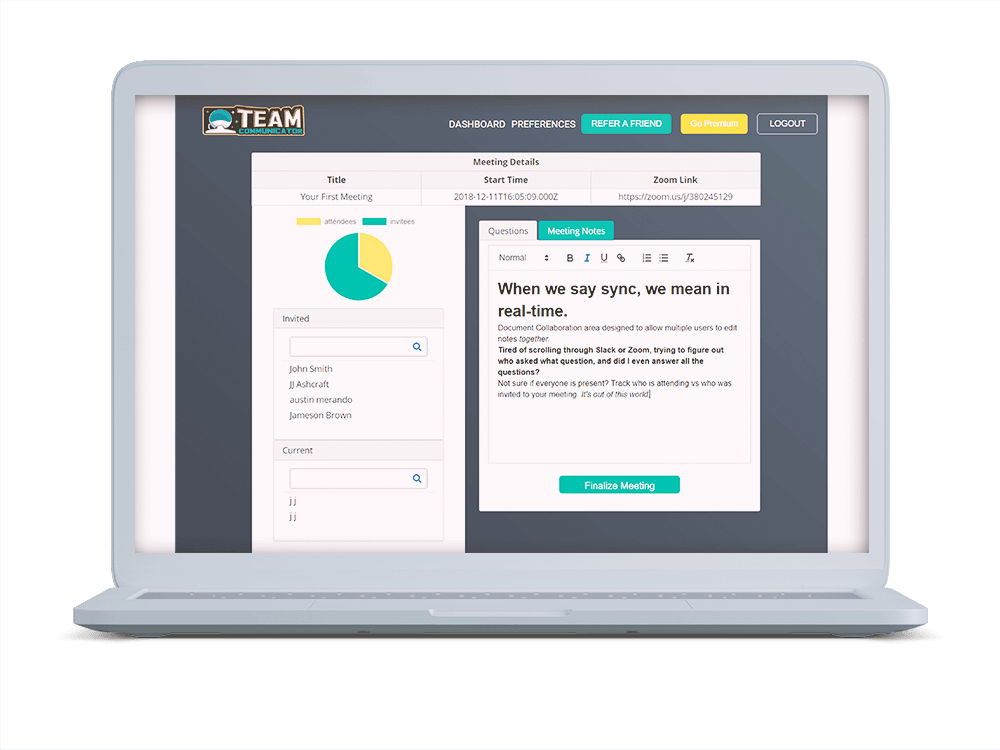 TEAM
COMMUNICATOR
DASHBOARD PREFERENCES REFER A FRIEND Go Premium LOGOUT
Meeting Details
Title Start Time Zoom Link
Your First Meeting 2018-12-11T16:05:09.000Z https://zoom.us/j/380245129
attendees invitees
Invited
John Smith
JJ Ashcraft
austin merando
Jameson Brown
Current
j j
j j
Questions Meeting Notes
Normal B I U
When we say sync, we mean in
real-time.
Document Collaboration area designed to allow multiple users to edit
notes together.
Tired of scrolling through Slack or Zoom, trying to figure out
who asked what question, and did I even answer all the
questions?
Not sure if everyone is present? Track who is attending vs who was
invited to your meeting. It's out of this world
Finalize Meeting